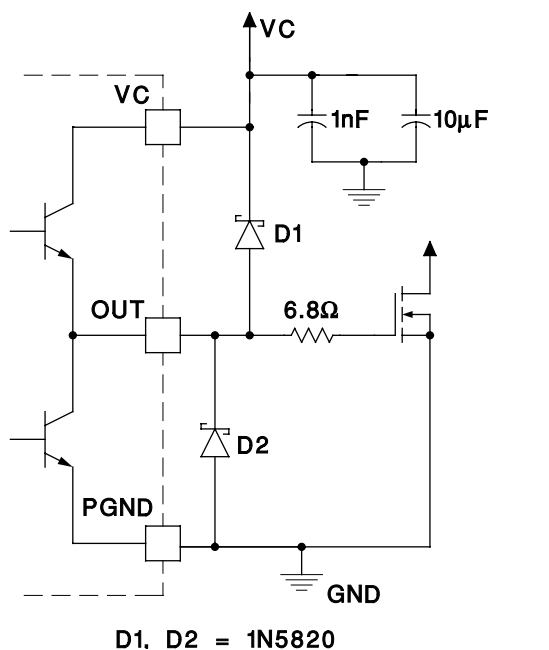 VC
VC
1nF
10μF
D1
OUT
6.8Ω
D2
PGND
GND
D1, D2 = 1N5820